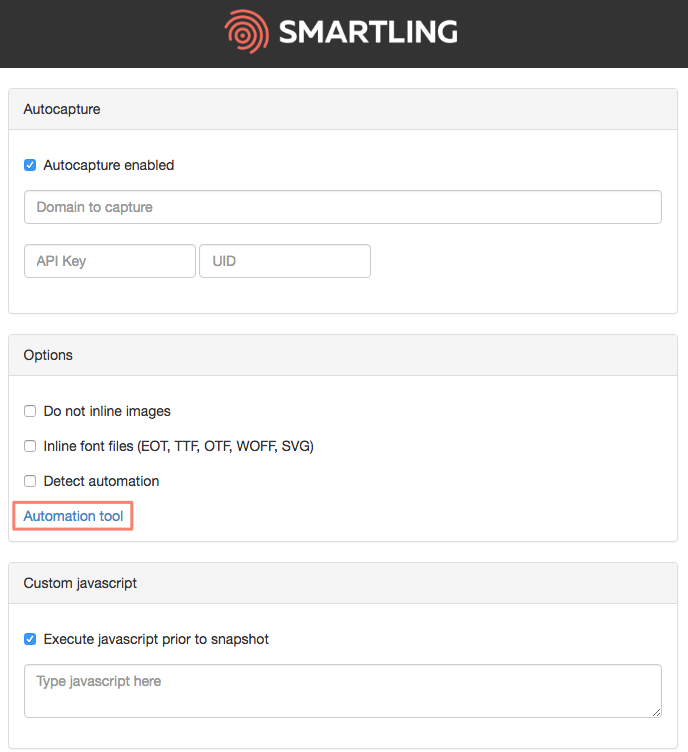 SMARTLING
Autocapture
Autocapture enabled
Domain to capture
API Key UID
Options
Do not inline images
Inline font files (EOT, TTF, OTF, WOFF, SVG)
Detect automation
Automation tool
Custom javascript
Execute javascript prior to snapshot
Type javascript here